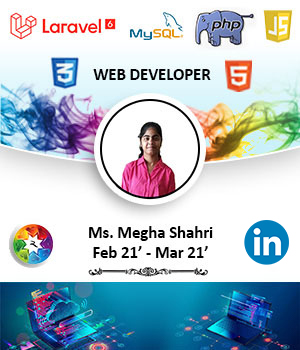 Laravel 6
MySQL
php
JS
3
WEB DEVELOPER
5
Ms. Megha Shahri
Feb 21’ - Mar 21’
in